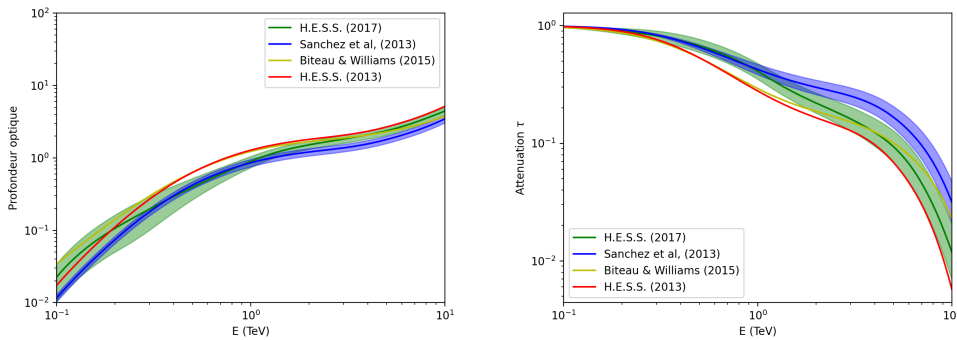 10²
10¹
10⁰
10⁻¹
10⁻²
Profondeur optique
H.E.S.S. (2017)
Sanchez et al, (2013)
Biteau & Williams (2015)
H.E.S.S. (2013)
10⁻¹ 10⁰ 10¹
E (TeV)
10⁰
10⁻¹
10⁻²
Attenuation τ
H.E.S.S. (2017)
Sanchez et al, (2013)
Biteau & Williams (2015)
H.E.S.S. (2013)
10⁻¹ 10⁰ 10
E (TeV)